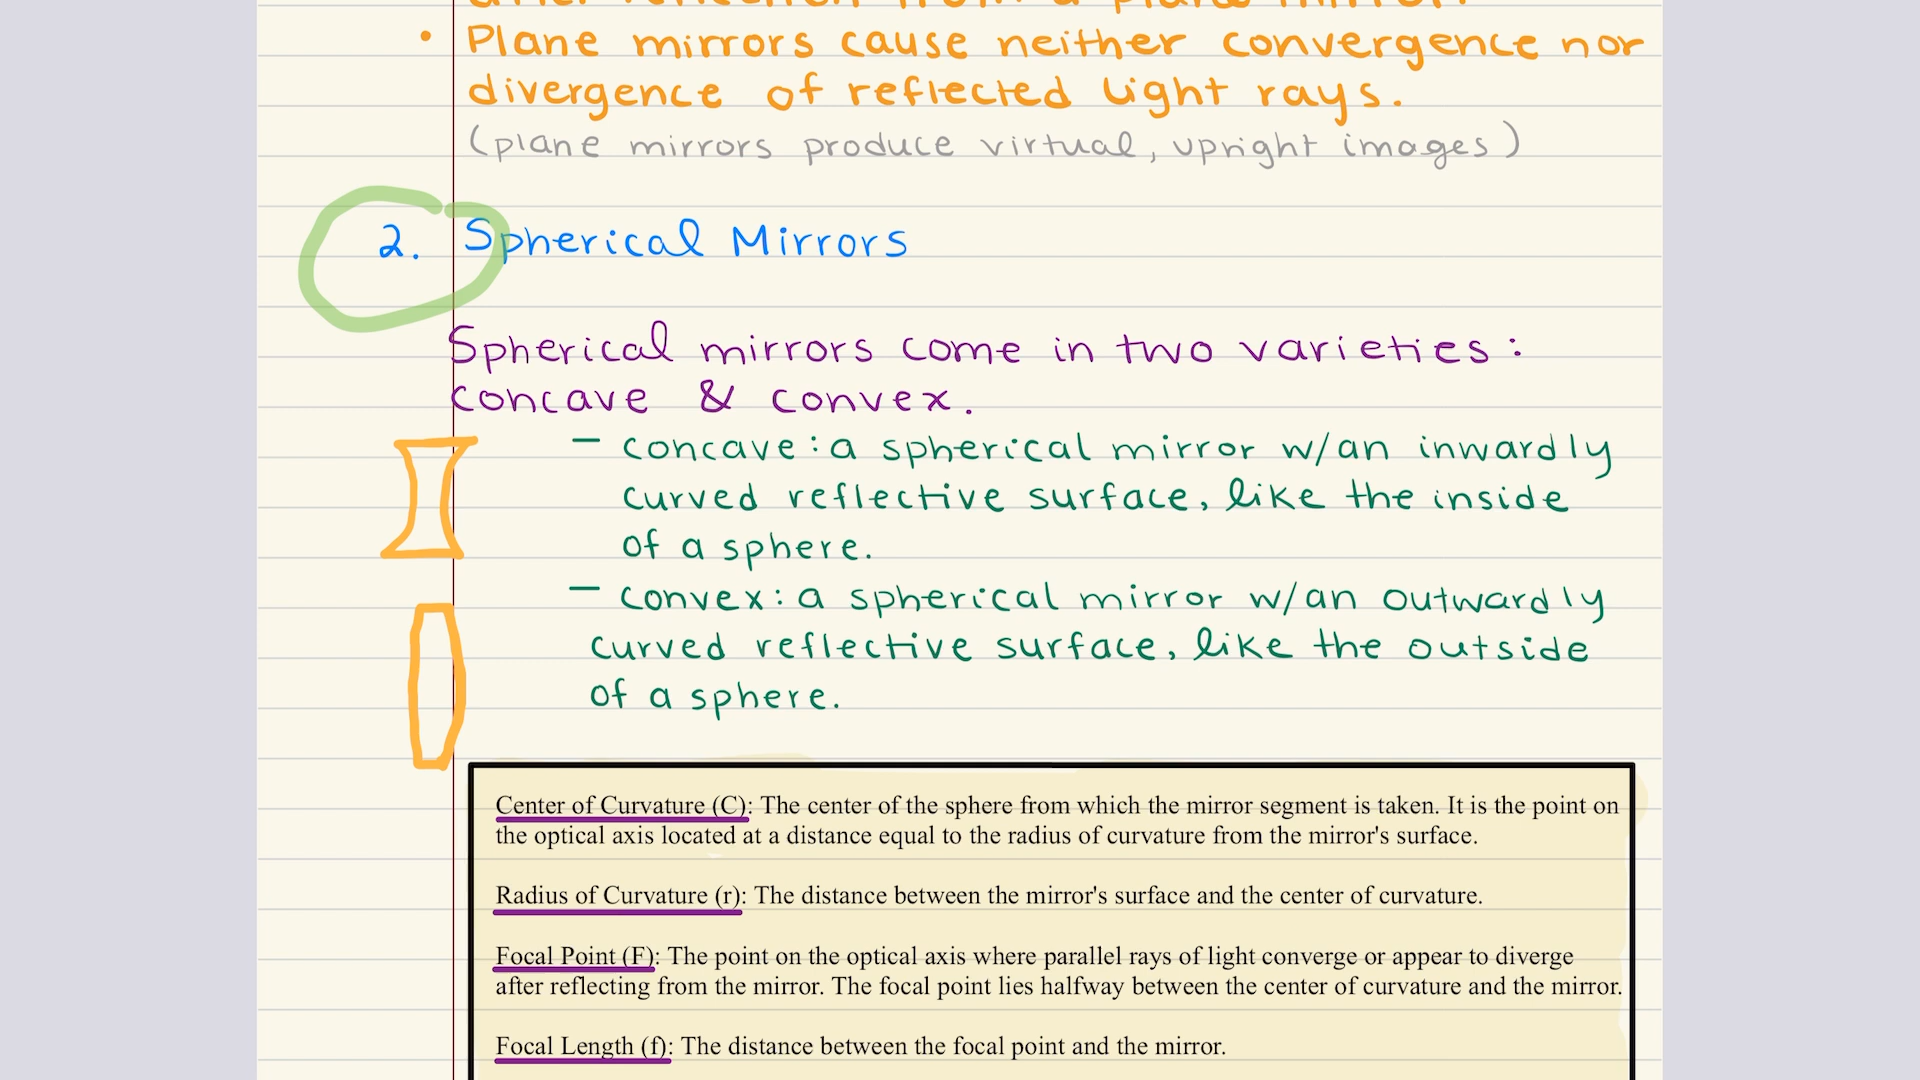 after reflection from a plane mirror.
• Plane mirrors cause neither convergence nor
divergence of reflected light rays.
(plane mirrors produce virtual, upright images)
2. Spherical Mirrors
Spherical mirrors come in two varieties:
concave & convex.
– concave: a spherical mirror w/an inwardly
curved reflective surface, like the inside
of a sphere.
– convex: a spherical mirror w/an outwardly
curved reflective surface, like the outside
of a sphere.
Center of Curvature (C): The center of the sphere from which the mirror segment is taken. It is the point on
the optical axis located at a distance equal to the radius of curvature from the mirror's surface.
Radius of Curvature (r): The distance between the mirror's surface and the center of curvature.
Focal Point (F): The point on the optical axis where parallel rays of light converge or appear to diverge
after reflecting from the mirror. The focal point lies halfway between the center of curvature and the mirror.
Focal Length (f): The distance between the focal point and the mirror.